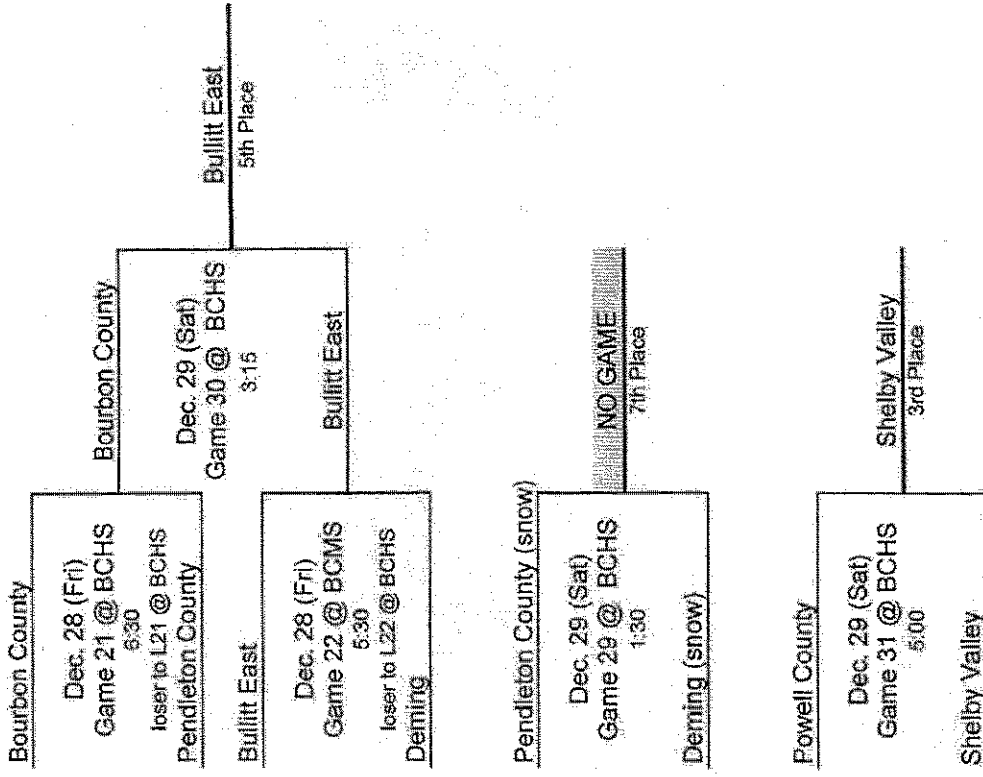 Bourbon County
Dec. 28 (Fri)
Game 21 @ BCHS
6:30
loser to L21 @ BCHS
Pendleton County
Bullitt East
Dec. 28 (Fri)
Game 22 @ BCMS
5:30
loser to L22 @ BCHS
Deming
Bourbon County
Dec. 29 (Sat)
Game 30 @ BCHS
3:15
Bullitt East
Bullitt East
5th Place
Pendleton County (snow)
Dec. 29 (Sat)
Game 29 @ BCHS
1:30
Deming (snow)
NO GAME
7th Place
Powell County
Dec. 29 (Sat)
Game 31 @ BCHS
5:00
Shelby Valley
Shelby Valley
3rd Place